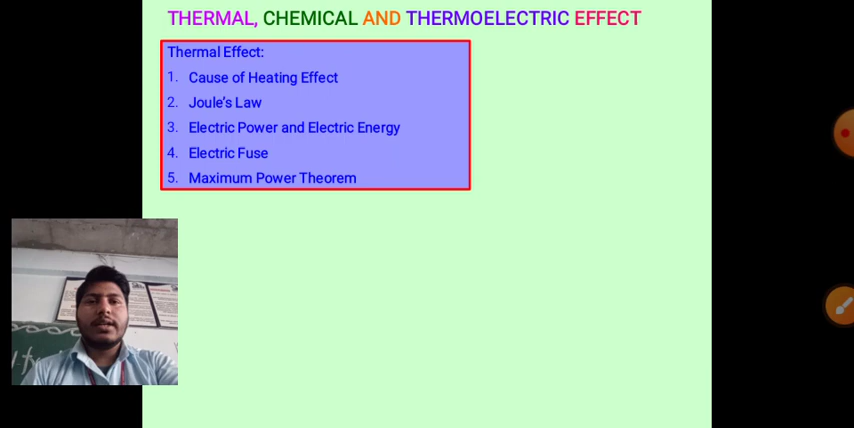 THERMAL, CHEMICAL AND THERMOELECTRIC EFFECT
Thermal Effect:
1. Cause of Heating Effect
2. Joule’s Law
3. Electric Power and Electric Energy
4. Electric Fuse
5. Maximum Power Theorem